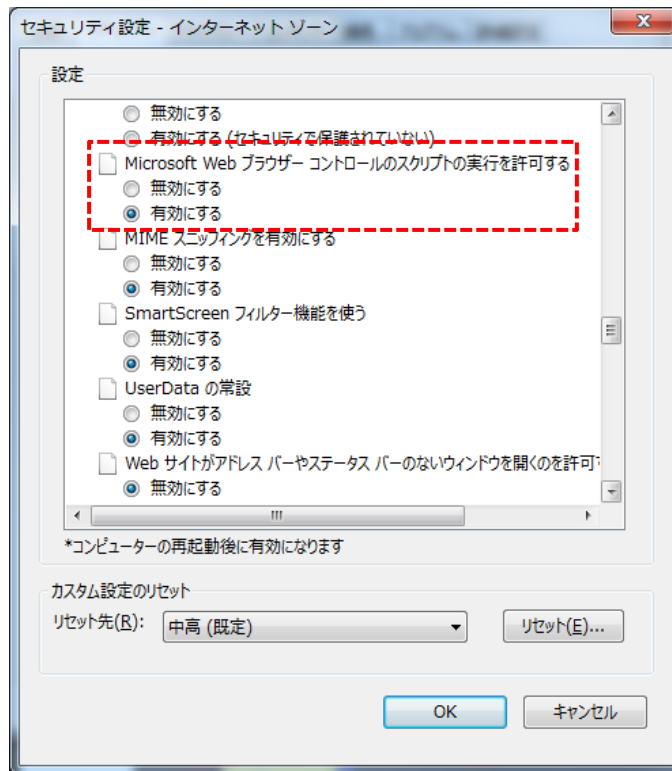 セキュリティ設定 - インターネット ゾーン
設定
無効にする
有効にする (セキュリティで保護されていない)
Microsoft Web ブラウザー コントロールのスクリプトの実行を許可する
無効にする
有効にする
MIME スニッフィングを有効にする
無効にする
有効にする
SmartScreen フィルター機能を使う
無効にする
有効にする
UserData の常設
無効にする
有効にする
Web サイトがアドレス バーやステータス バーのないウィンドウを開くのを許可
無効にする
*コンピューターの再起動後に有効になります
カスタム設定のリセット
リセット先(R): 中高 (既定) リセット(E)...
OK キャンセル